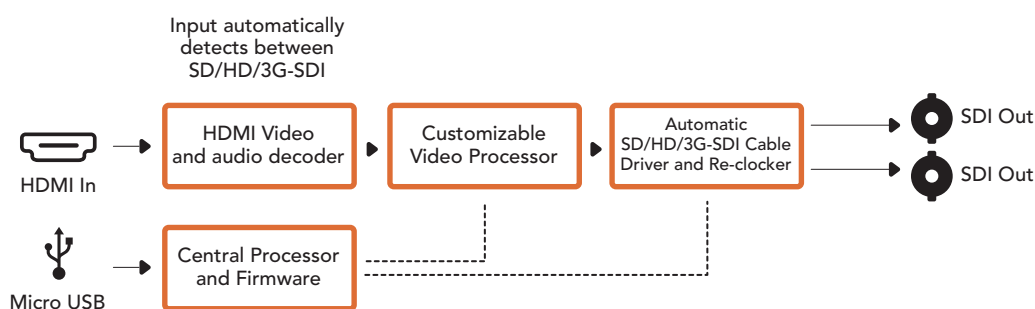 Input automatically
detects between
SD/HD/3G-SDI
HDMI In
HDMI Video
and audio decoder
Customizable
Video Processor
Automatic
SD/HD/3G-SDI Cable
Driver and Re-clocker
SDI Out
SDI Out
Micro USB
Central Processor
and Firmware